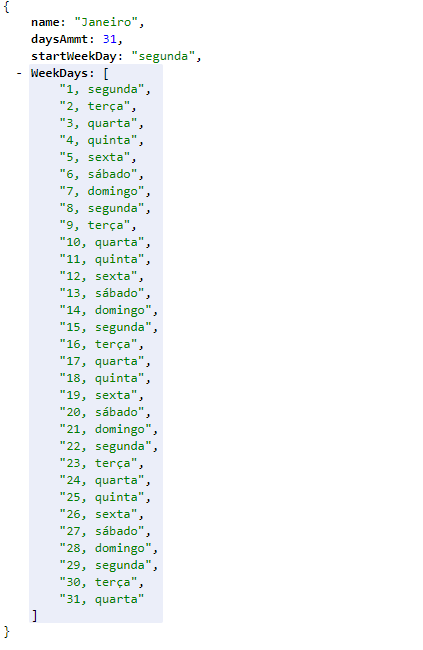 {
name: "Janeiro",
daysAmmt: 31,
startWeekDay: "segunda",
- WeekDays: [
"1, segunda",
"2, terça",
"3, quarta",
"4, quinta",
"5, sexta",
"6, sábado",
"7, domingo",
"8, segunda",
"9, terça",
"10, quarta",
"11, quinta",
"12, sexta",
"13, sábado",
"14, domingo",
"15, segunda",
"16, terça",
"17, quarta",
"18, quinta",
"19, sexta",
"20, sábado",
"21, domingo",
"22, segunda",
"23, terça",
"24, quarta",
"25, quinta",
"26, sexta",
"27, sábado",
"28, domingo",
"29, segunda",
"30, terça",
"31, quarta"
]
}